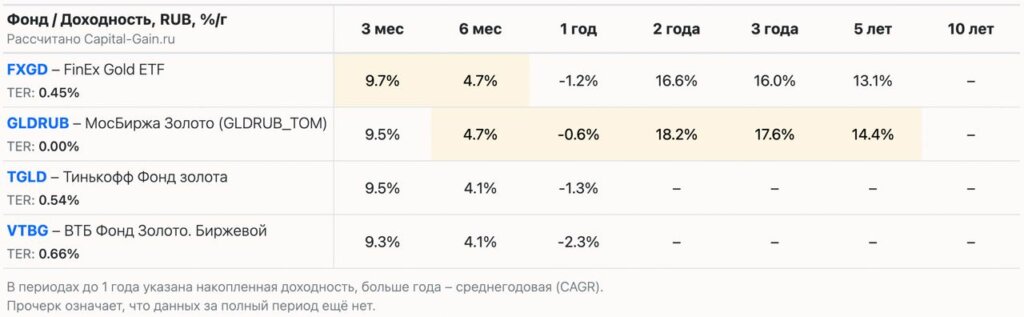 Фонд / Доходность, RUB, %/г 3 мес 6 мес 1 год 2 года 3 года 5 лет 10 лет
Рассчитано Capital-Gain.ru
FXGD – FinEx Gold ETF 9.7% 4.7% -1.2% 16.6% 16.0% 13.1% –
TER: 0.45%
GLDRUB – МосБиржа Золото (GLDRUB_TOM) 9.5% 4.7% -0.6% 18.2% 17.6% 14.4% –
TER: 0.00%
TGLD – Тинькофф Фонд золота 9.5% 4.1% -1.3% – – – –
TER: 0.54%
VTBG – ВТБ Фонд Золото. Биржевой 9.3% 4.1% -2.3% – – – –
TER: 0.66%
В периодах до 1 года указана накопленная доходность, больше года – среднегодовая (CAGR).
Прочерк означает, что данных за полный период ещё нет.